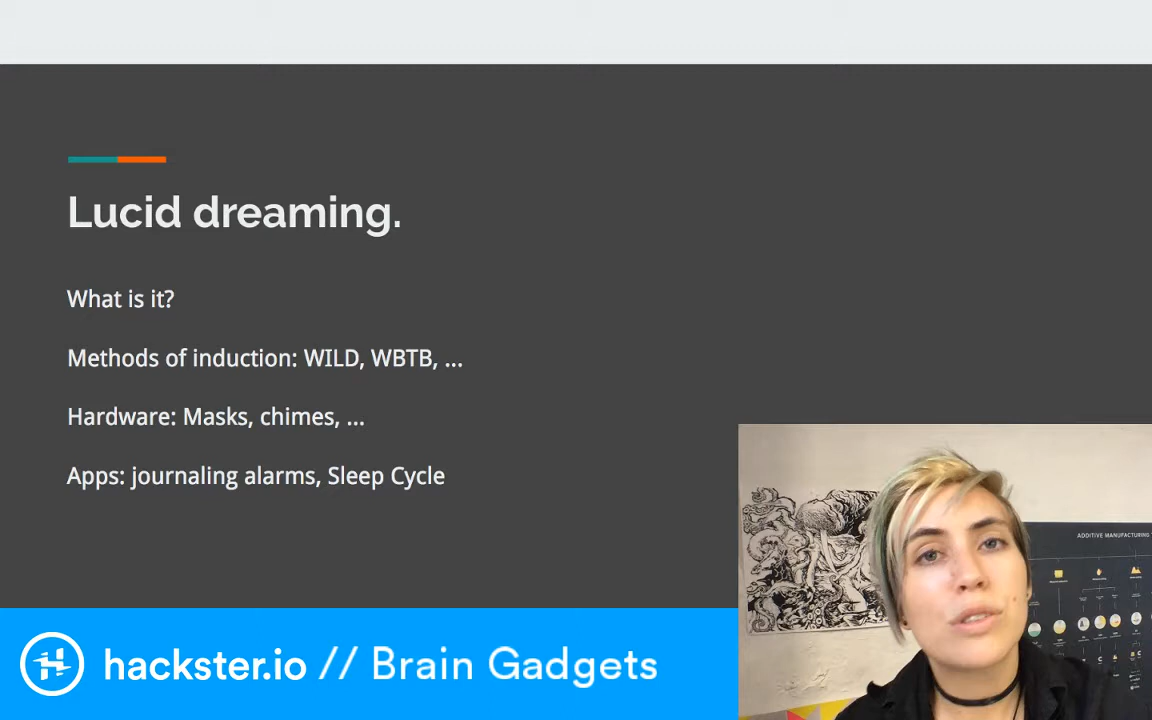 Lucid dreaming.
What is it?
Methods of induction: WILD, WBTB, ...
Hardware: Masks, chimes, ...
Apps: journaling alarms, Sleep Cycle
ADDITIVE MANUFACTURING
hackster.io // Brain Gadgets